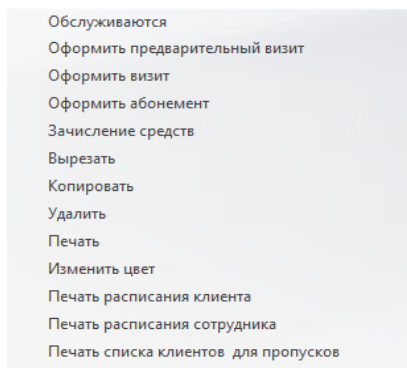 Обслуживаются
Оформить предварительный визит
Оформить визит
Оформить абонемент
Зачисление средств
Вырезать
Копировать
Удалить
Печать
Изменить цвет
Печать расписания клиента
Печать расписания сотрудника
Печать списка клиентов  для пропусков